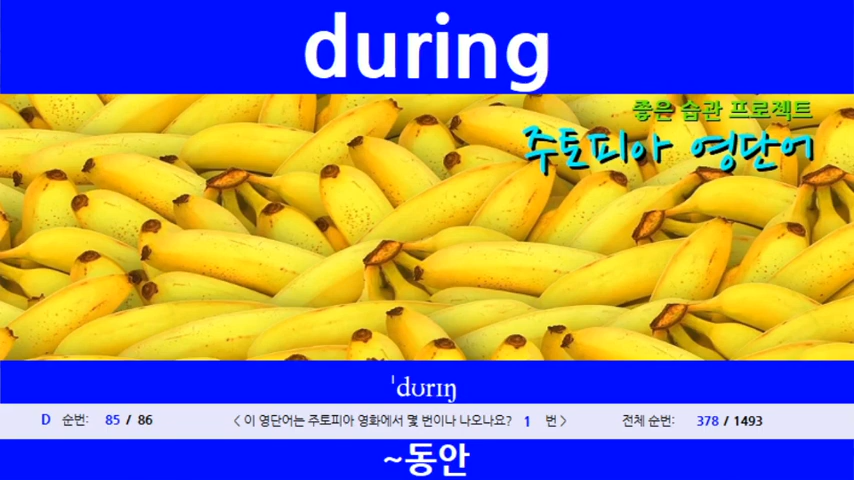 during
좋은 습관 프로젝트
주토피아 영단어
ˈdʊrɪŋ
D 순번: 85 / 86 < 이 영단어는 주토피아 영화에서 몇 번이나 나오나요? 1 번 > 전체 순번: 378 / 1493
~동안